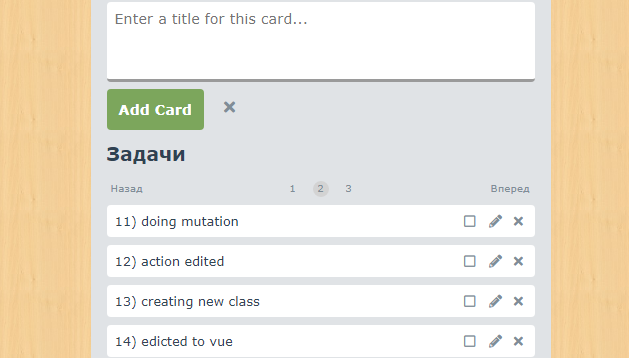 Enter a title for this card...
Add Card
Задачи
Назад 1 2 3 Вперед
11) doing mutation
12) action edited
13) creating new class
14) edicted to vue